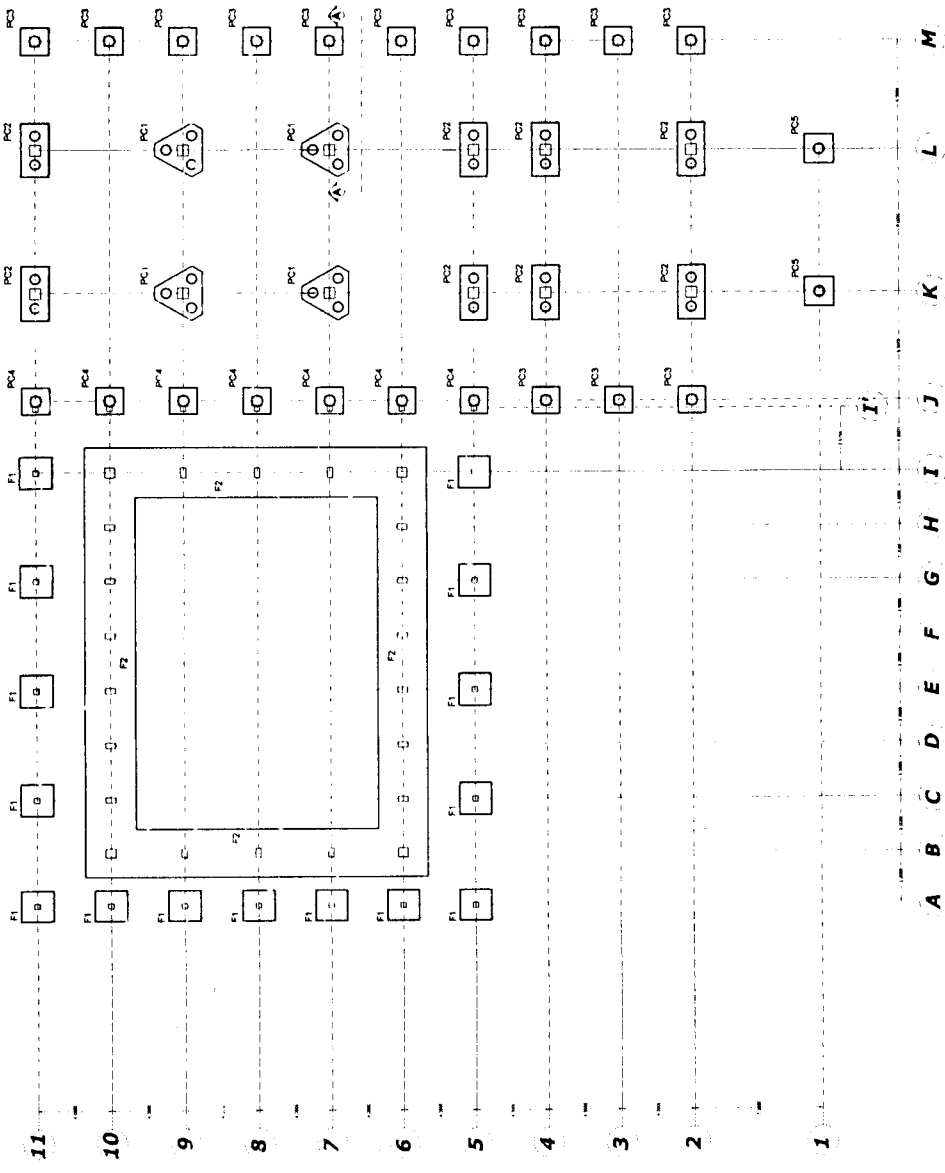 PC3 PC3 PC3 PC3 PC3 PC3 PC3 PC3 PC3 PC3
A
PC2 PC1 PC1 PC2 PC2 PC2 PC5
A
PC2 PC1 PC1 PC2 PC2 PC2 PC5
PC4 PC4 PC4 PC4 PC4 PC4 PC4 PC3 PC3 PC3
F1 F2 F1
F1 F1
F2 F2
F1 F1
F1 F1
F2
F1 F1 F1 F1 F1 F1 F1
M
L
K
J
I'
I
H
G
F
E
D
C
B
A
11 10 9 8 7 6 5 4 3 2 1